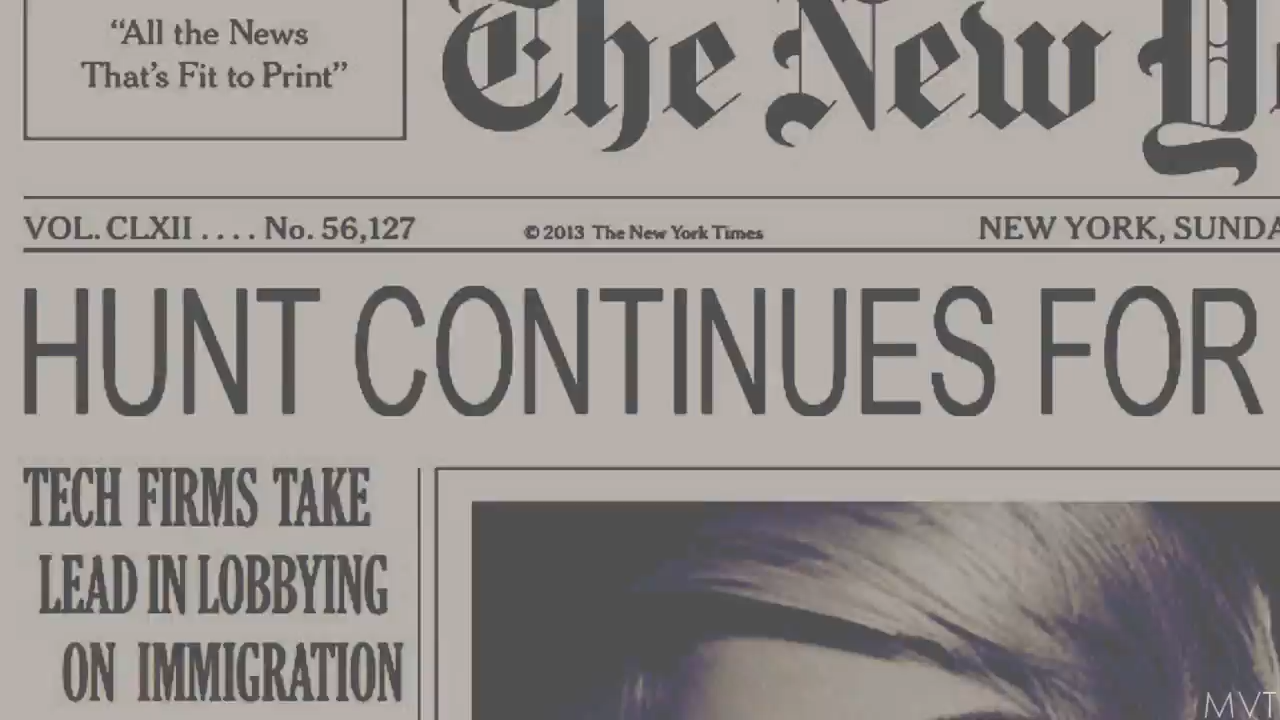 “All the News
That’s Fit to Print”
The New
VOL. CLXII .... No. 56,127
© 2013 The New York Times
NEW YORK, SUNDA
HUNT CONTINUES FOR
TECH FIRMS TAKE
LEAD IN LOBBYING
ON IMMIGRATION
MVT